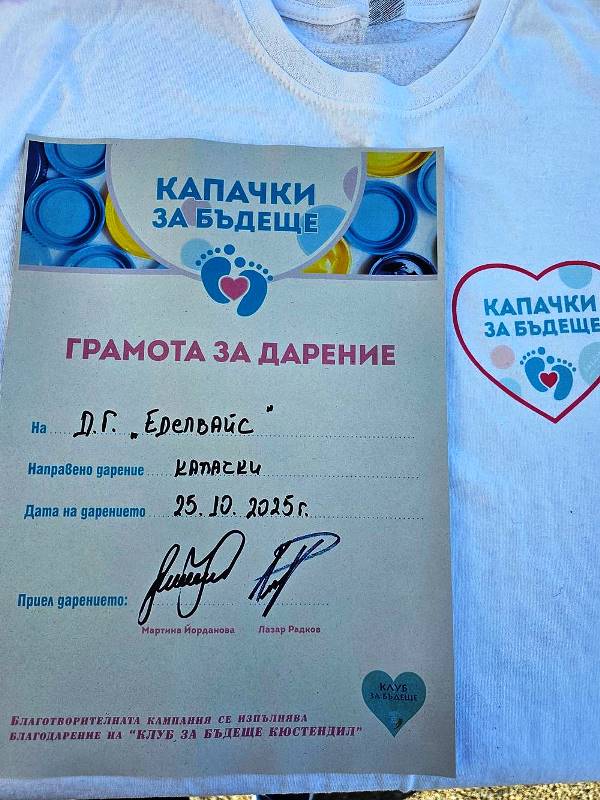 КАПАЧКИ
ЗА БЪДЕЩЕ
ГРАМОТА ЗА ДАРЕНИЕ
На Д.Г. „Еделвайс"
Направено дарение капачки
Дата на дарението 25.10.2025г.
Приел дарението:
Мартина Йорданова Лазар Радков
КЛУБ
ЗА БЪДЕЩЕ
БЛАГОТВОРИТЕЛНАТА КАМПАНИЯ СЕ ИЗПЪЛНЯВА
БЛАГОДАРЕНИЕ НА "КЛУБ ЗА БЪДЕЩЕ КЮСТЕНДИЛ"
КАПАЧКИ
ЗА БЪДЕЩЕ